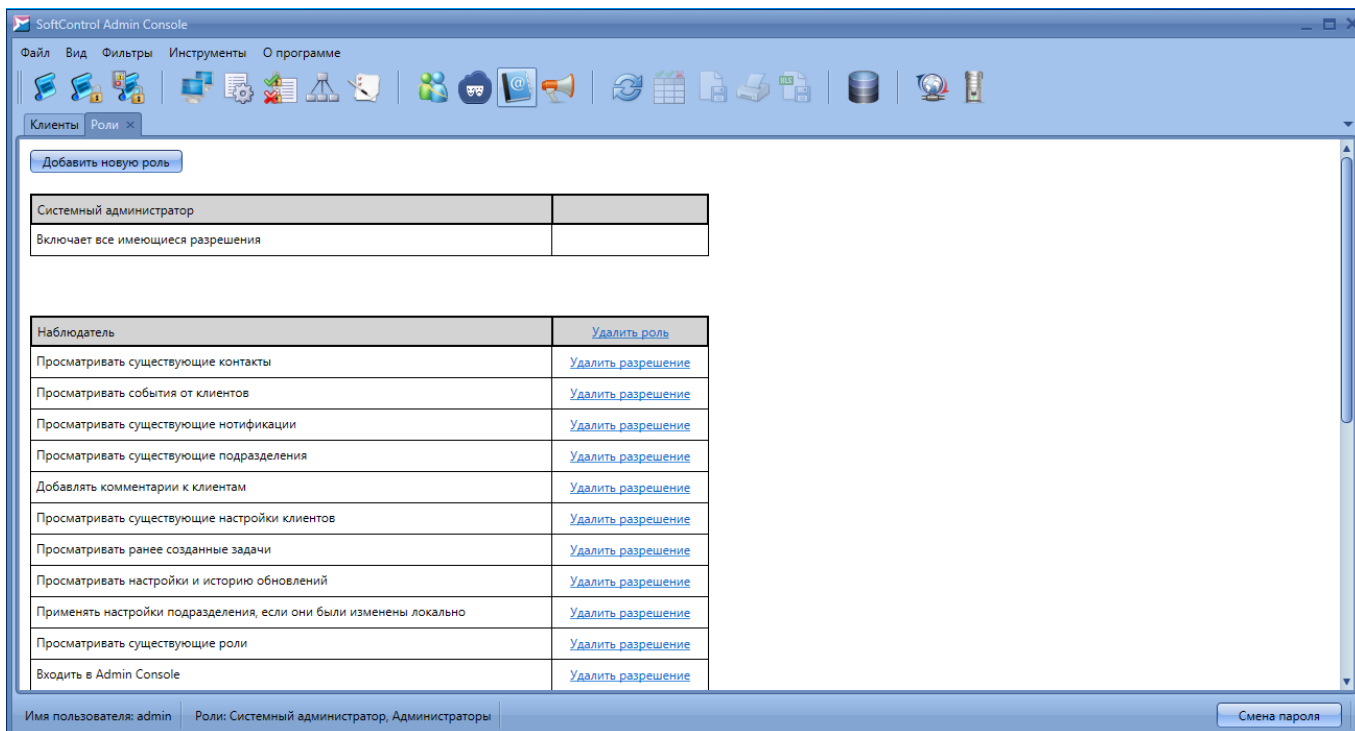 SoftControl Admin Console
Файл Вид Фильтры Инструменты О программе
Клиенты Роли
Добавить новую роль
Системный администратор
Включает все имеющиеся разрешения
Наблюдатель Удалить роль
Просматривать существующие контакты Удалить разрешение
Просматривать события от клиентов Удалить разрешение
Просматривать существующие нотификации Удалить разрешение
Просматривать существующие подразделения Удалить разрешение
Добавлять комментарии к клиентам Удалить разрешение
Просматривать существующие настройки клиентов Удалить разрешение
Просматривать ранее созданные задачи Удалить разрешение
Просматривать настройки и историю обновлений Удалить разрешение
Применять настройки подразделения, если они были изменены локально Удалить разрешение
Просматривать существующие роли Удалить разрешение
Входить в Admin Console Удалить разрешение
Имя пользователя: admin Роли: Системный администратор, Администраторы Смена пароля